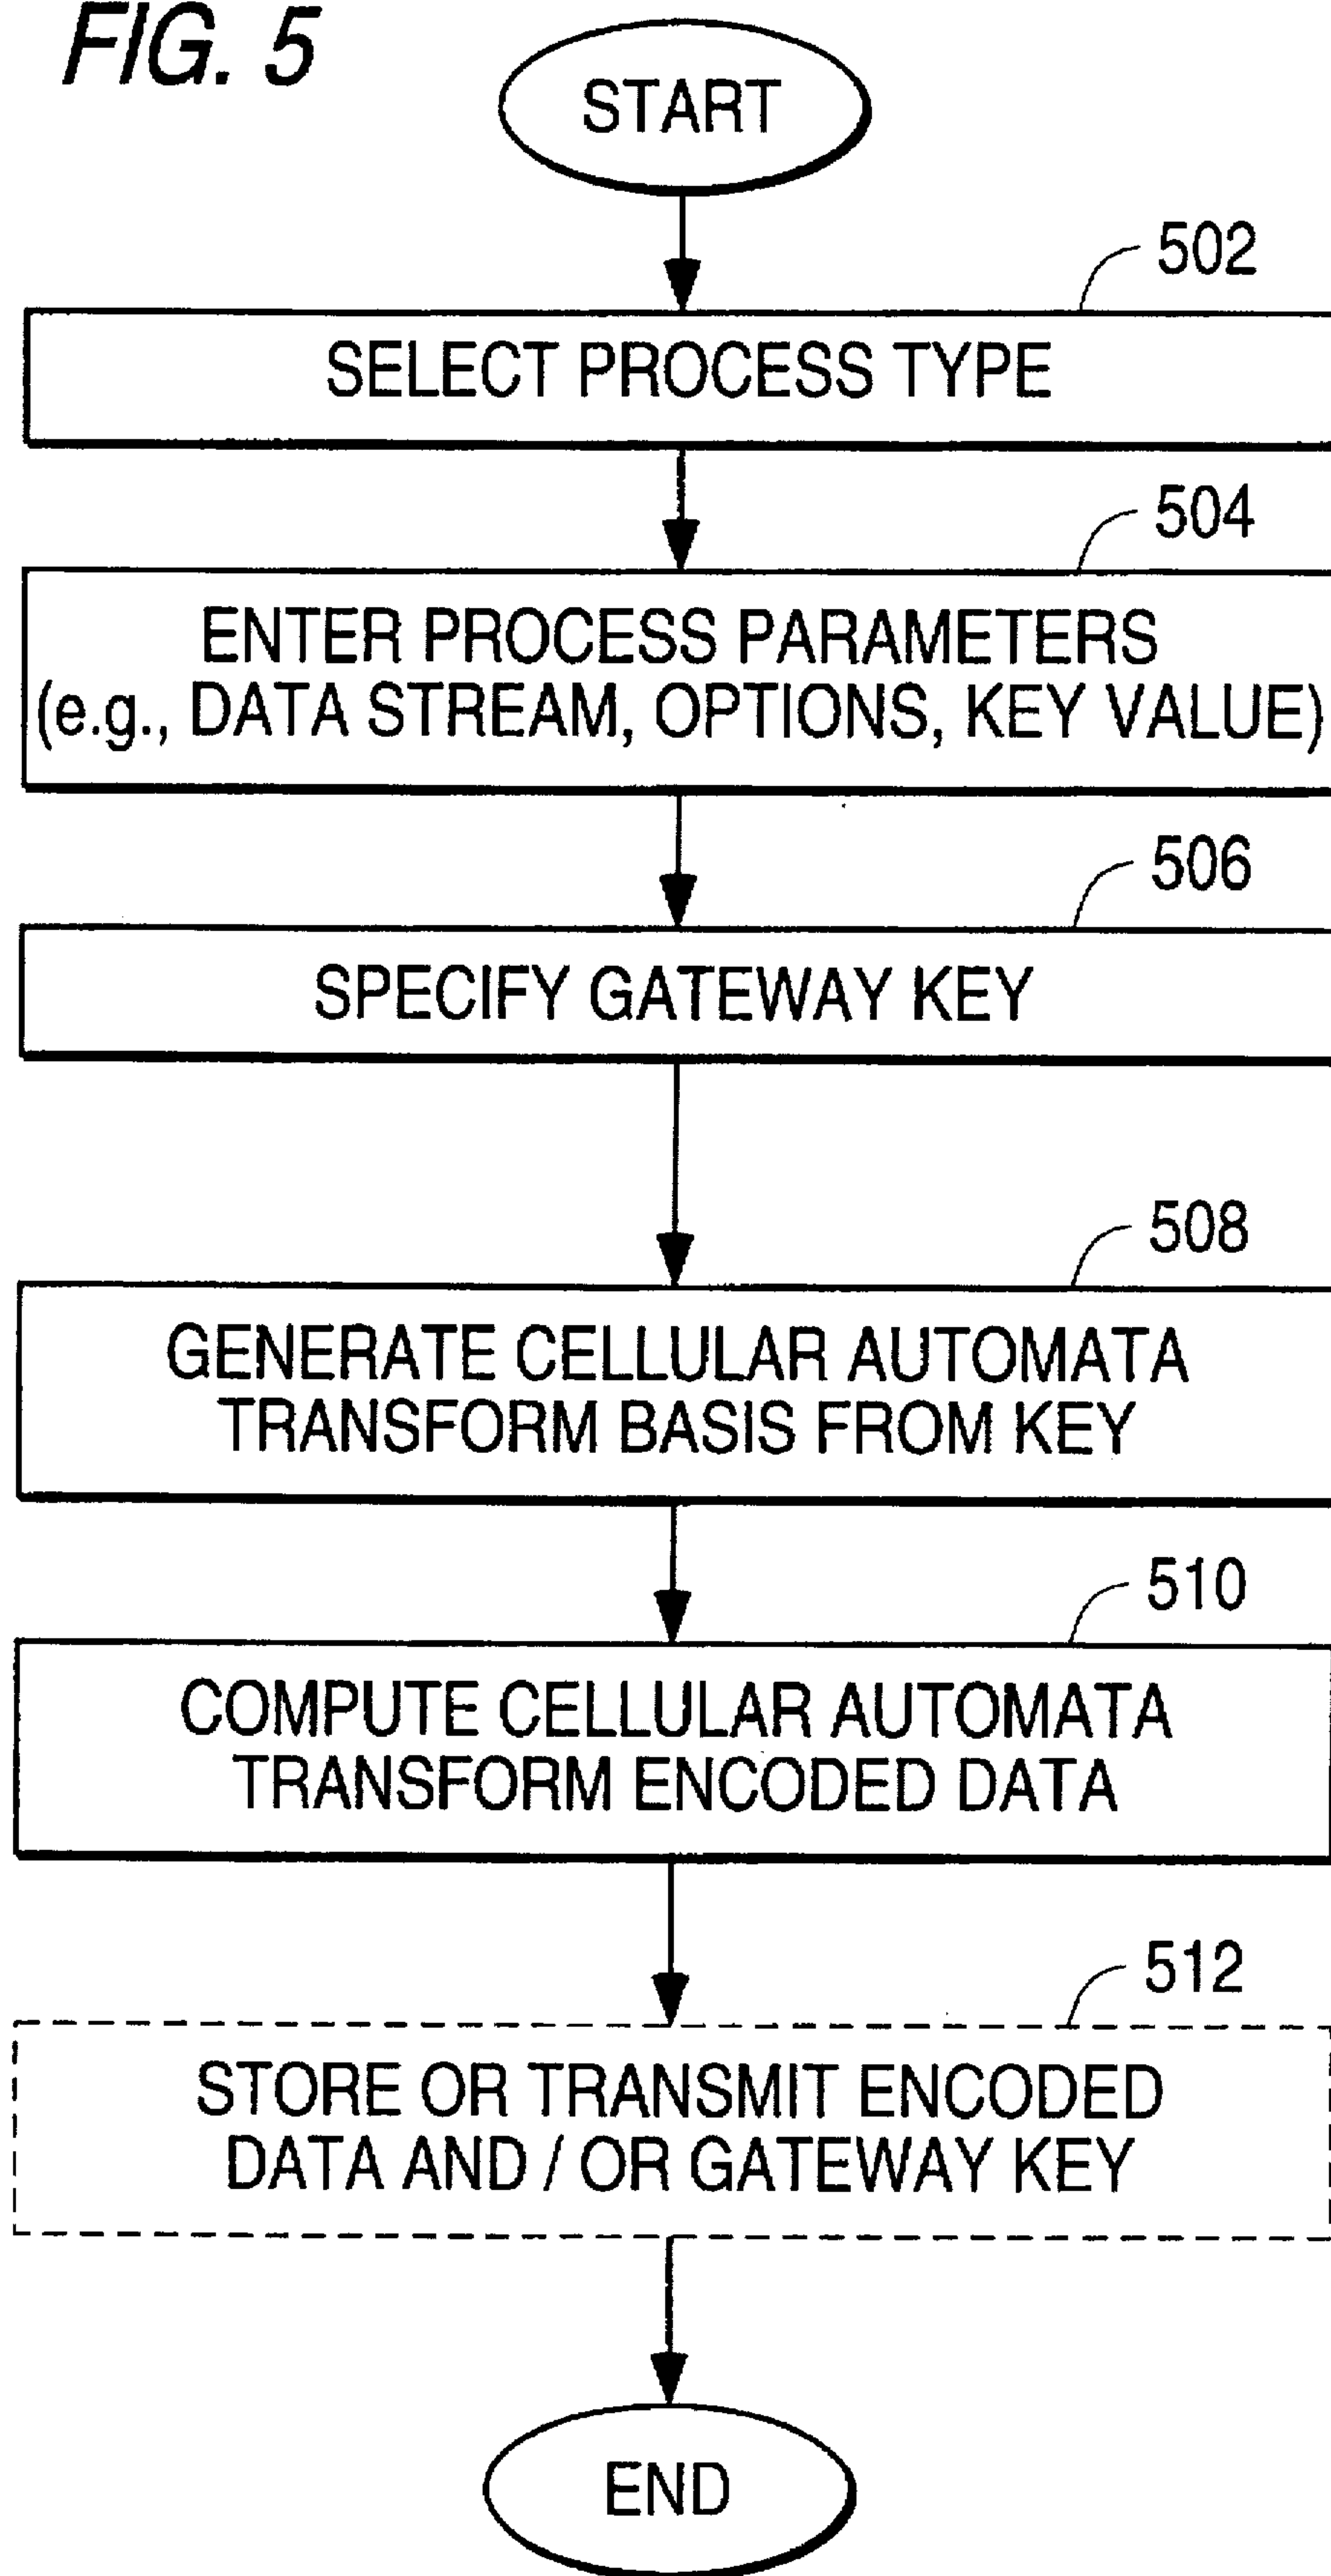 FIG. 5
START
502
SELECT PROCESS TYPE
504
ENTER PROCESS PARAMETERS
(e.g., DATA STREAM, OPTIONS, KEY VALUE)
506
SPECIFY GATEWAY KEY
508
GENERATE CELLULAR AUTOMATA
TRANSFORM BASIS FROM KEY
510
COMPUTE CELLULAR AUTOMATA
TRANSFORM ENCODED DATA
512
STORE OR TRANSMIT ENCODED
DATA AND / OR GATEWAY KEY
END